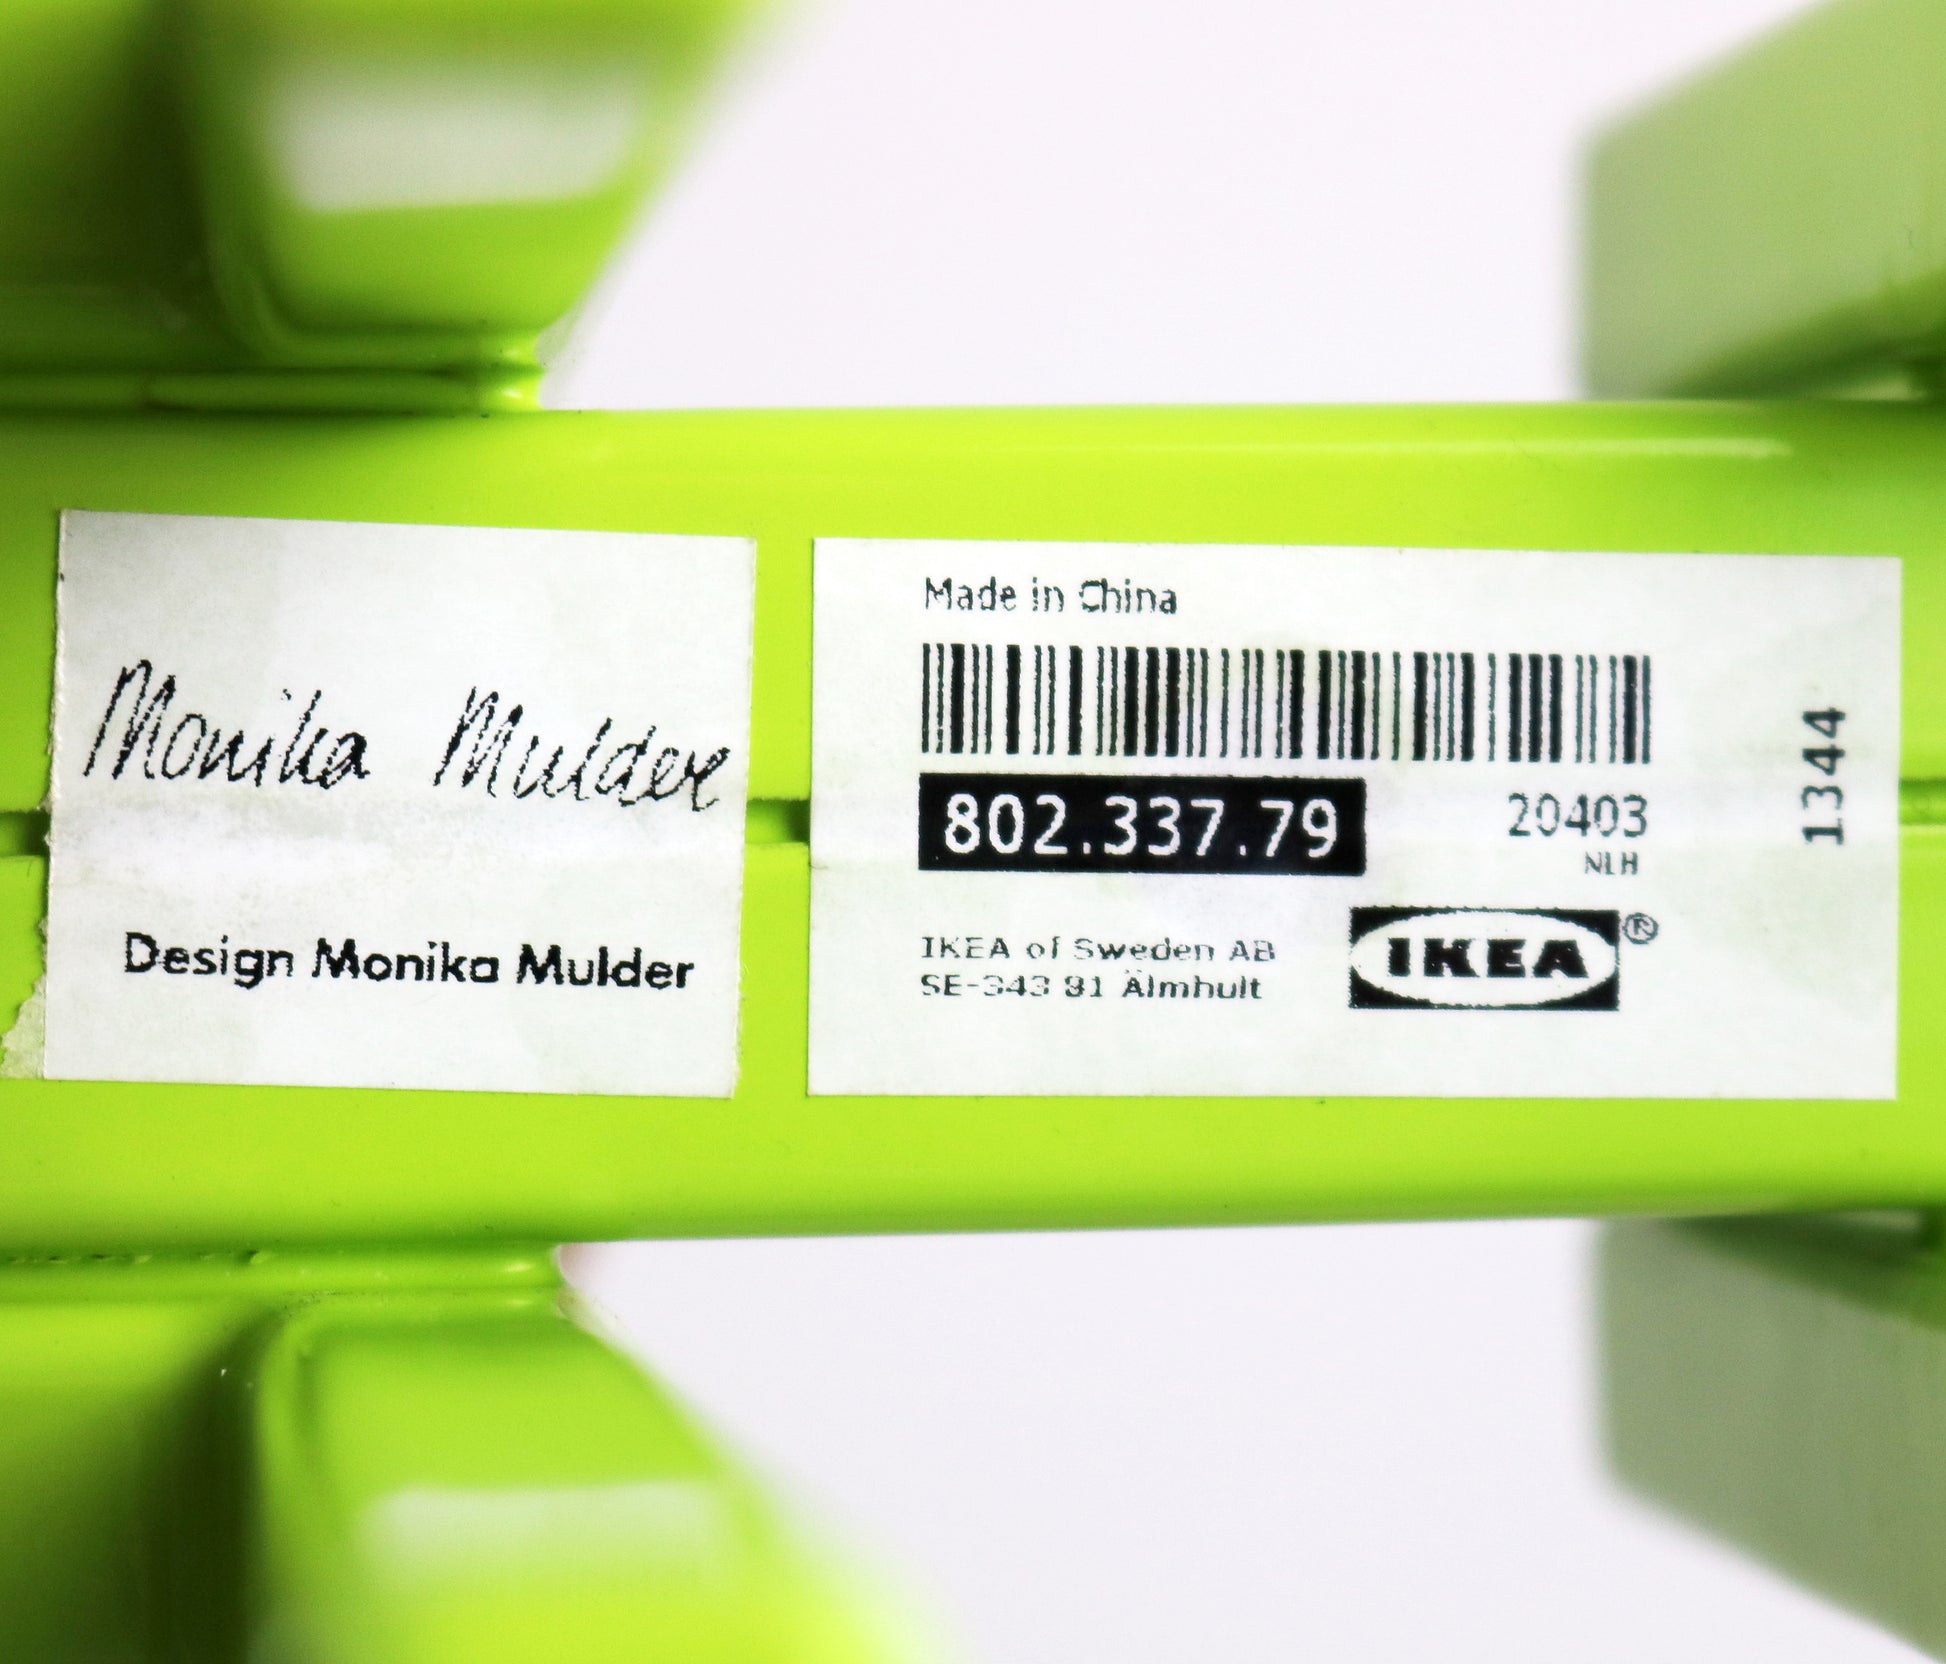 Monika Mulder
Design Monika Mulder
Made in China
802.337.79
20403
NLH
IKEA of Sweden AB
SE-343 81 Älmhult
IKEA®
1344